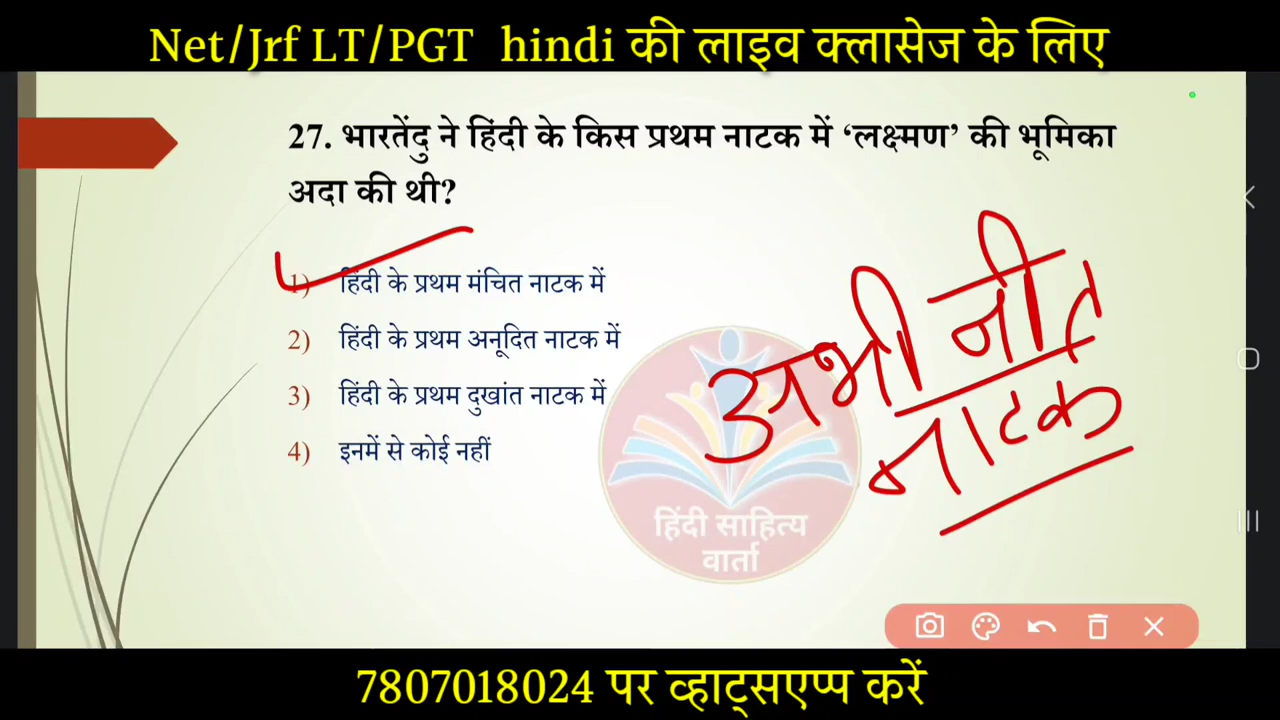 Net/Jrf LT/PGT hindi की लाइव क्लासेज के लिए
27. भारतेंदु ने हिंदी के किस प्रथम नाटक में ‘लक्ष्मण’ की भूमिका
अदा की थी?
1) हिंदी के प्रथम मंचित नाटक में
2) हिंदी के प्रथम अनूदित नाटक में
3) हिंदी के प्रथम दुखांत नाटक में
4) इनमें से कोई नहीं
अभीनीत
नाटक
हिंदी साहित्य
वार्ता
7807018024 पर व्हाट्सएप्प करें